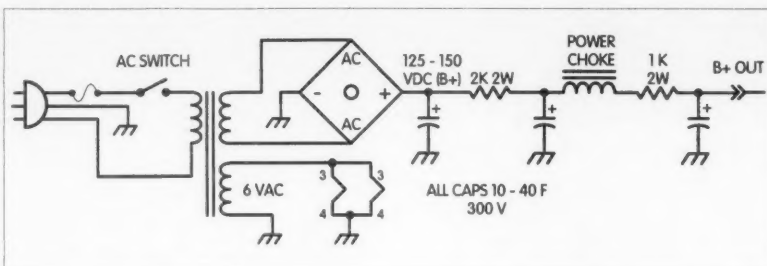 AC SWITCH
AC
- +
AC
125 - 150
VDC (B+)
2K 2W
+
POWER
CHOKE
+
1 K
2W
B+ OUT
+
6 VAC
3 3
4 4
ALL CAPS 10 - 40 F
300 V